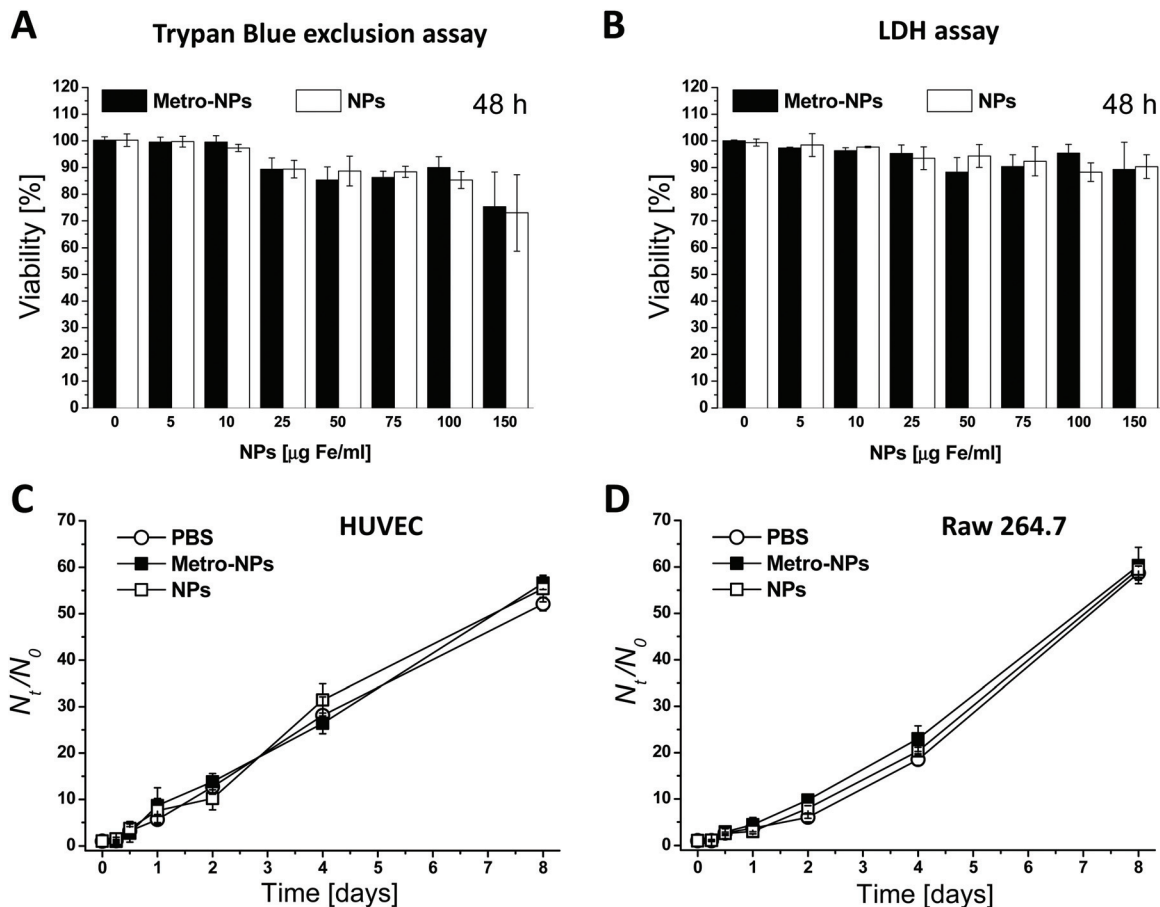 A
Trypan Blue exclusion assay
Metro-NPs
NPs
48 h
Viability [%]
120
110
100
90
80
70
60
50
40
30
20
10
0
0 5 10 25 50 75 100 150
NPs [μg Fe/ml]
B
LDH assay
Metro-NPs
NPs
48 h
Viability [%]
120
110
100
90
80
70
60
50
40
30
20
10
0
0 5 10 25 50 75 100 150
NPs [μg Fe/ml]
C
HUVEC
PBS
Metro-NPs
NPs
Nt/N0
70
60
50
40
30
20
10
0
0 1 2 3 4 5 6 7 8
Time [days]
D
Raw 264.7
PBS
Metro-NPs
NPs
Nt/N0
70
60
50
40
30
20
10
0
0 1 2 3 4 5 6 7 8
Time [days]